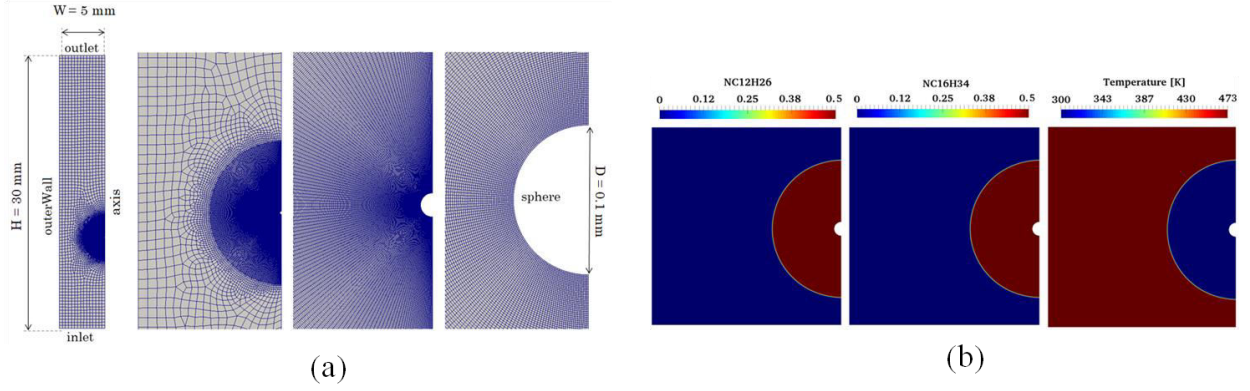 W = 5 mm
outlet
H = 30 mm
outerWall
axis
inlet
sphere
D = 0.1 mm
(a)
NC12H26
0 0.12 0.25 0.38 0.5
NC16H34
0 0.12 0.25 0.38 0.5
Temperature [K]
300 343 387 430 473
(b)